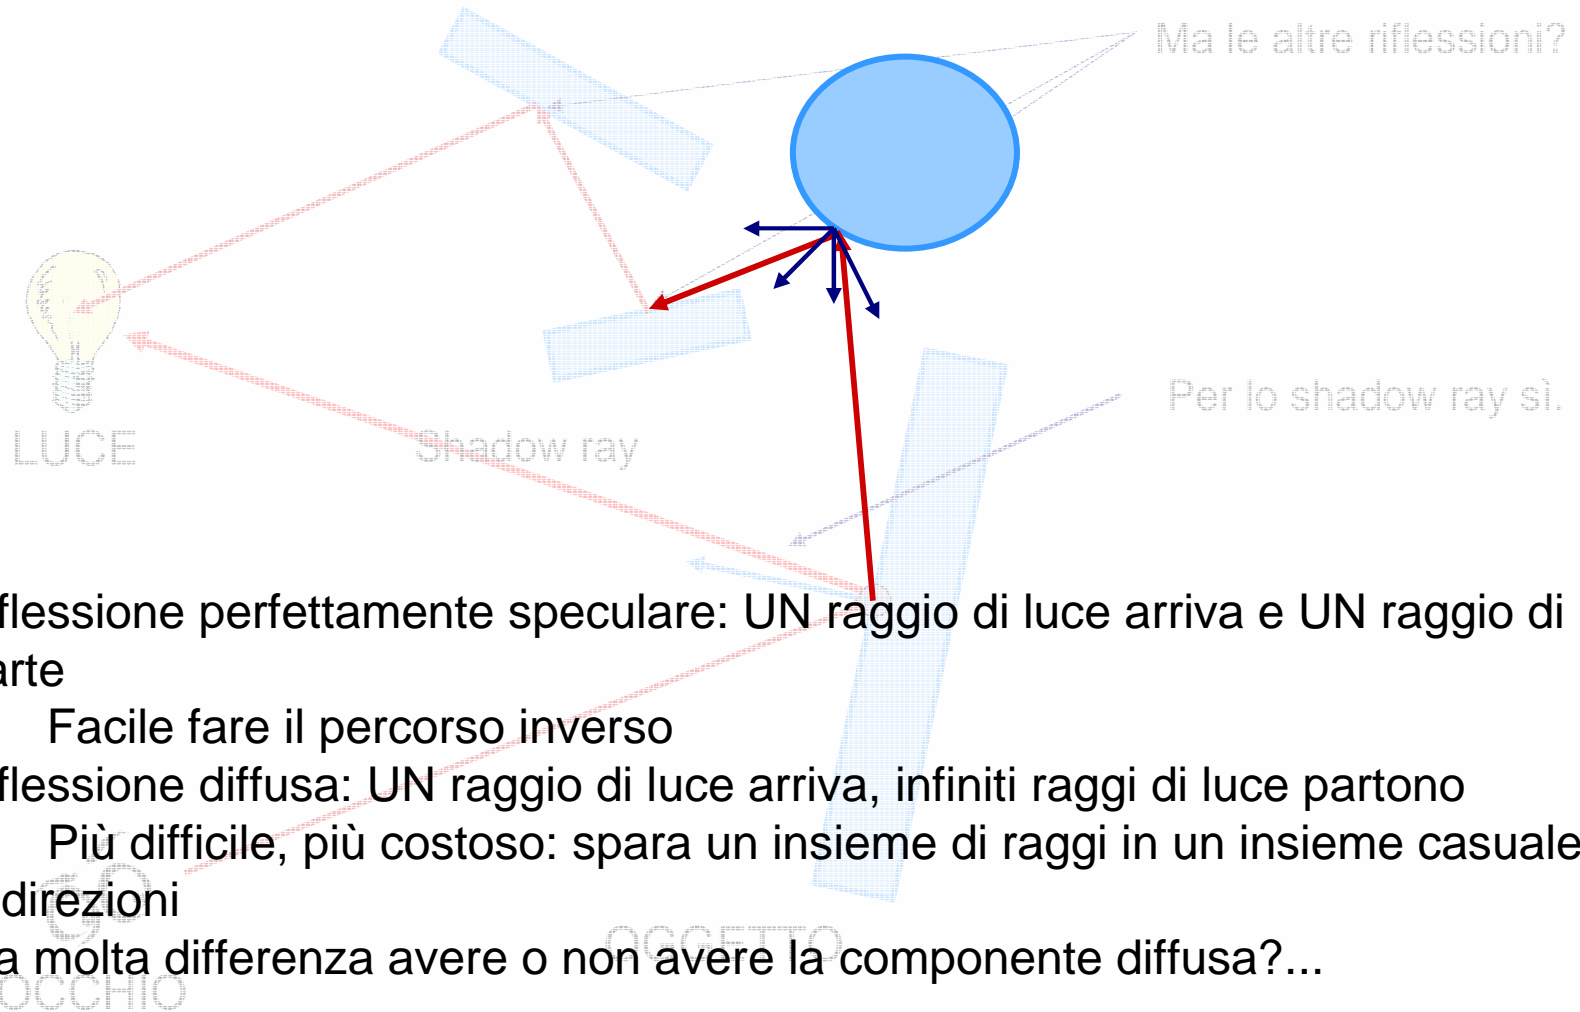 Ma le altre riflessioni?
Per lo shadow ray sì.
LUCE
Shadow ray
flessione perfettamente speculare: UN raggio di luce arriva e UN raggio di
arte
Facile fare il percorso inverso
flessione diffusa: UN raggio di luce arriva, infiniti raggi di luce partono
Più difficile, più costoso: spara un insieme di raggi in un insieme casuale
direzioni
a molta differenza avere o non avere la componente diffusa?...
OGGETTO
OCCHIO